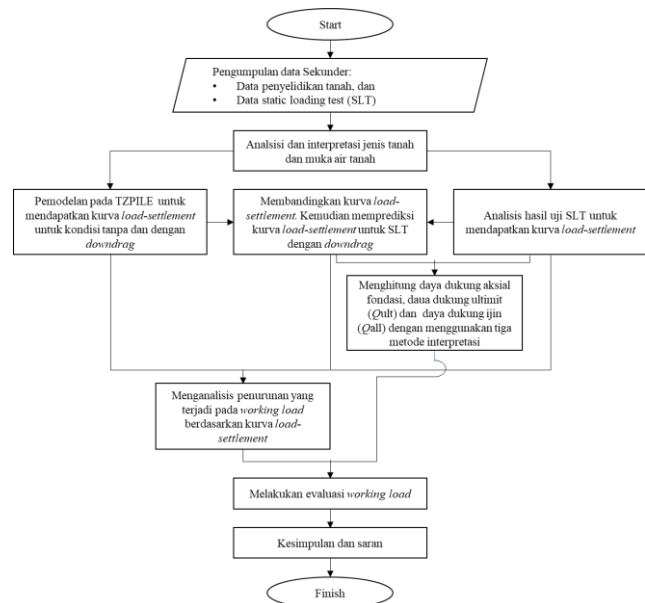 Start
Pengumpulan data Sekunder:
• Data penyelidikan tanah, dan
• Data static loading test (SLT)
Analsisi dan interpretasi jenis tanah
dan muka air tanah
Pemodelan pada TZPILE untuk
mendapatkan kurva load-settlement
untuk kondisi tanpa dan dengan
downdrag
Membandingkan kurva load-
settlement. Kemudian memprediksi
kurva load-settlement untuk SLT
dengan downdrag
Analisis hasil uji SLT untuk
mendapatkan kurva load-settlement
Menghitung daya dukung aksial
fondasi, daua dukung ultimit
(Qult) dan daya dukung ijin
(Qall) dengan menggunakan tiga
metode interpretasi
Menganalisis penurunan yang
terjadi pada working load
berdasarkan kurva load-
settlement
Melakukan evaluasi working load
Kesimpulan dan saran
Finish